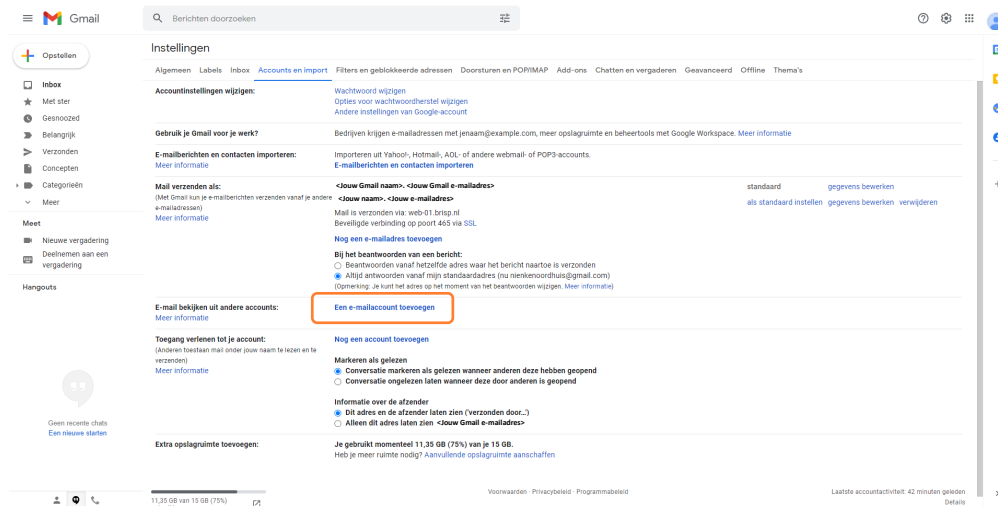 Gmail
Berichten doorzoeken
Opstellen
Inbox
Met ster
Gesnoozed
Belangrijk
Verzonden
Concepten
Categorieën
Meer
Meet
Nieuwe vergadering
Deelnemen aan een
vergadering
Hangouts
Geen recente chats
Een nieuwe starten
Instellingen
Algemeen Labels Inbox Accounts en import Filters en geblokkeerde adressen Doorsturen en POP/IMAP Add-ons Chatten en vergaderen Geavanceerd Offline Thema's
Accountinstellingen wijzigen: Wachtwoord wijzigen
Opties voor wachtwoordherstel wijzigen
Andere instellingen van Google-account
Gebruik je Gmail voor je werk? Bedrijven krijgen e-mailadressen met jenaam@example.com, meer opslagruimte en beheertools met Google Workspace. Meer informatie
E-mailberichten en contacten importeren: Importeren uit Yahoo!-, Hotmail-, AOL- of andere webmail- of POP3-accounts.
Meer informatie E-mailberichten en contacten importeren
Mail verzenden als: <Jouw Gmail naam>. <Jouw Gmail e-mailadres> standaard gegevens bewerken
(Met Gmail kun je e-mailberichten verzenden vanaf je andere <Jouw naam>. <Jouw e-mailadres> als standaard instellen gegevens bewerken verwijderen
e-mailadressen)
Meer informatie
Mail is verzonden via: web-01.brisp.nl
Beveiligde verbinding op poort 465 via SSL
Nog een e-mailadres toevoegen
Bij het beantwoorden van een bericht:
Beantwoorden vanaf hetzelfde adres waar het bericht naartoe is verzonden
Altijd antwoorden vanaf mijn standaardadres (nu nienkenoordhuis@gmail.com)
(Opmerking: Je kunt het adres op het moment van het beantwoorden wijzigen. Meer informatie)
E-mail bekijken uit andere accounts: Een e-mailaccount toevoegen
Meer informatie
Toegang verlenen tot je account: Nog een account toevoegen
(Anderen toestaan mail onder jouw naam te lezen en te
verzenden)
Meer informatie
Markeren als gelezen
Conversatie markeren als gelezen wanneer anderen deze hebben geopend
Conversatie ongelezen laten wanneer deze door anderen is geopend
Informatie over de afzender
Dit adres en de afzender laten zien ('verzonden door...')
Alleen dit adres laten zien <Jouw Gmail e-mailadres>
Extra opslagruimte toevoegen: Je gebruikt momenteel 11,35 GB (75%) van je 15 GB.
Heb je meer ruimte nodig? Aanvullende opslagruimte aanschaffen
11,35 GB van 15 GB (75%)
Voorwaarden · Privacybeleid · Programmabeleid
Laatste accountactiviteit: 42 minuten geleden
Details